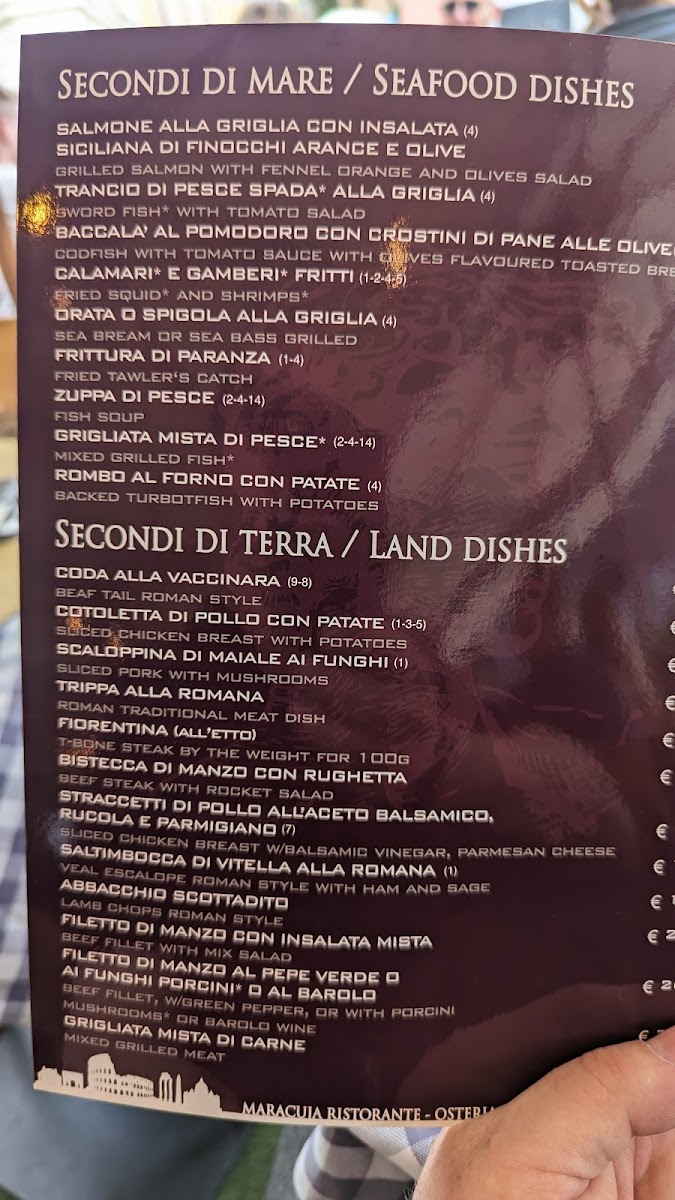 SECONDI DI MARE / SEAFOOD DISHES
SALMONE ALLA GRIGLIA CON INSALATA (4)
SICILIANA DI FINOCCHI ARANCE E OLIVE
GRILLED SALMON WITH FENNEL ORANGE AND OLIVES SALAD
TRANCIO DI PESCE SPADA* ALLA GRIGLIA (4)
SWORD FISH* WITH TOMATO SALAD
BACCALA' AL POMODORO CON CROSTINI DI PANE ALLE OLIVE
CODFISH WITH TOMATO SAUCE WITH OLIVES FLAVOURED TOASTED
CALAMARI* E GAMBERI* FRITTI (1-2-4-5)
FRIED SQUID* AND SHRIMPS*
ORATA O SPIGOLA ALLA GRIGLIA (4)
SEA BREAM OR SEA BASS GRILLED
FRITTURA DI PARANZA (1-4)
FRIED TAWLER'S CATCH
ZUPPA DI PESCE (2-4-14)
FISH SOUP
GRIGLIATA MISTA DI PESCE* (2-4-14)
MIXED GRILLED FISH*
ROMBO AL FORNO CON PATATE (4)
BACKED TURBOTFISH WITH POTATOES
SECONDI DI TERRA / LAND DISHES
CODA ALLA VACCINARA (9-8)
BEAF TAIL ROMAN STYLE
COTOLETTA DI POLLO CON PATATE (1-3-5) €
SLICED CHICKEN BREAST WITH POTATOES
SCALOPPINA DI MAIALE AI FUNGHI (1) €
SLICED PORK WITH MUSHROOMS
TRIPPA ALLA ROMANA €
ROMAN TRADITIONAL MEAT DISH
FIORENTINA (ALL'ETTO) €
T-BONE STEAK BY THE WEIGHT FOR 100G
BISTECCA DI MANZO CON RUGHETTA €
BEEF STEAK WITH ROCKET SALAD
STRACCETTI DI POLLO ALL'ACETO BALSAMICO,
RUCOLA E PARMIGIANO (7) €
SLICED CHICKEN BREAST W/BALSAMIC VINEGAR, PARMESAN CHEESE
SALTIMBOCCA DI VITELLA ALLA ROMANA (1) €
VEAL ESCALOPE ROMAN STYLE WITH HAM AND SAGE
ABBACCHIO SCOTTADITO €
LAMB CHOPS ROMAN STYLE
FILETTO DI MANZO CON INSALATA MISTA € 2
BEEF FILLET WITH MIX SALAD
FILETTO DI MANZO AL PEPE VERDE O
AI FUNGHI PORCINI* O AL BAROLO € 2
BEEF FILLET, W/GREEN PEPPER, OR WITH PORCINI
MUSHROOMS* OR BAROLO WINE
GRIGLIATA MISTA DI CARNE €
MIXED GRILLED MEAT
MARACUJA RISTORANTE - OSTERIA